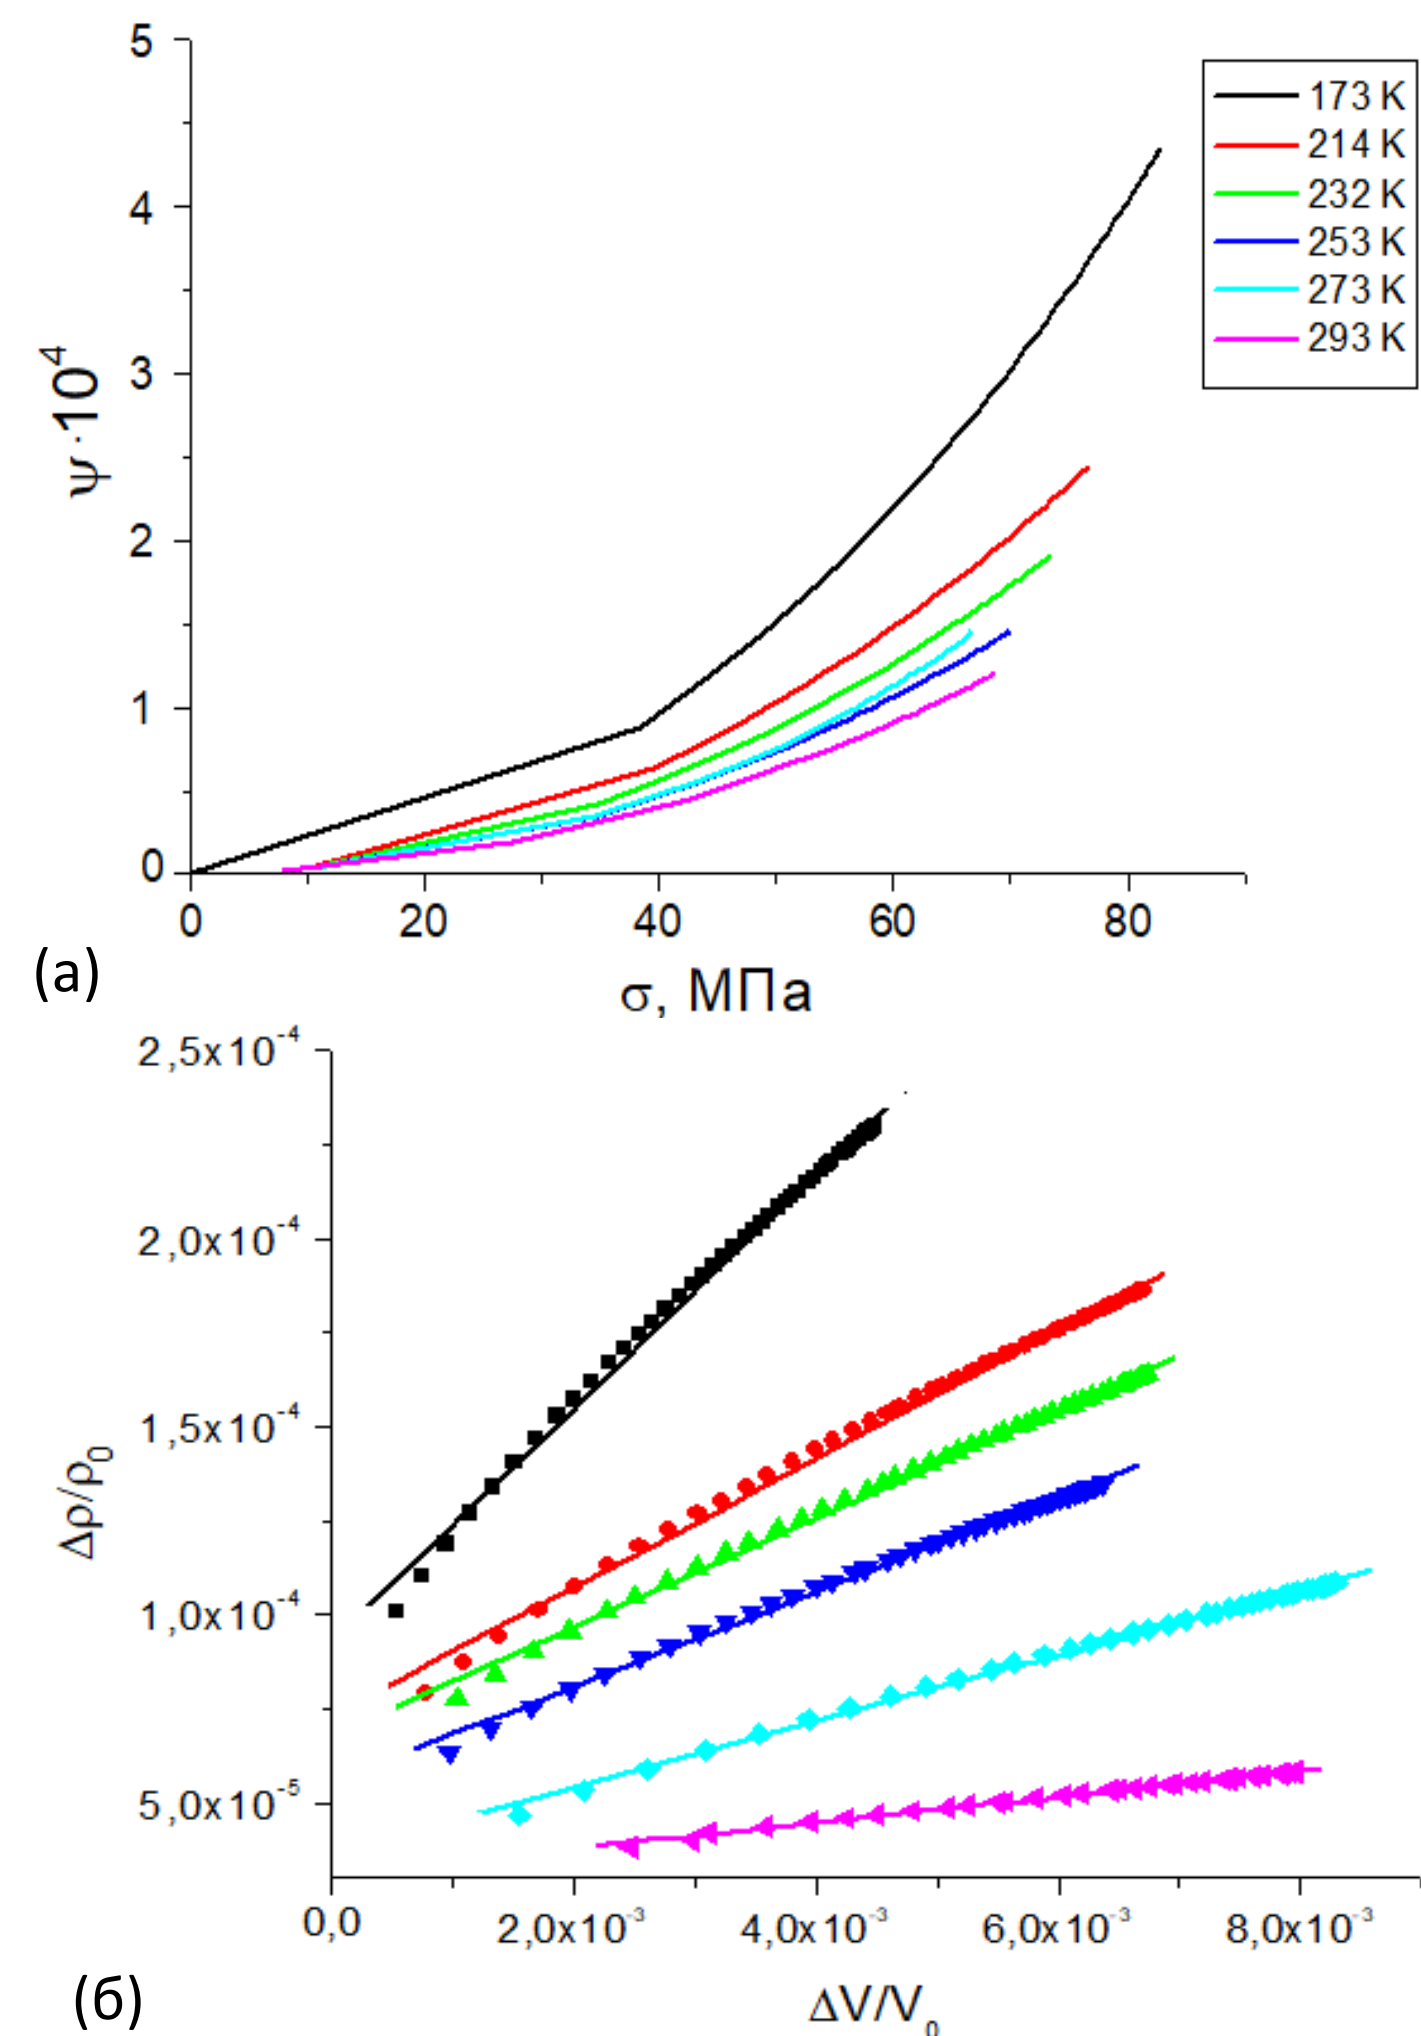 5
4
3
2
1
0
ψ·10⁴
173 K
214 K
232 K
253 K
273 K
293 K
0 20 40 60 80
σ, МПа
(а)
2,5x10⁻⁴
2,0x10⁻⁴
1,5x10⁻⁴
1,0x10⁻⁴
5,0x10⁻⁵
Δρ/ρ₀
0,0 2,0x10⁻³ 4,0x10⁻³ 6,0x10⁻³ 8,0x10⁻³
ΔV/V₀
(б)